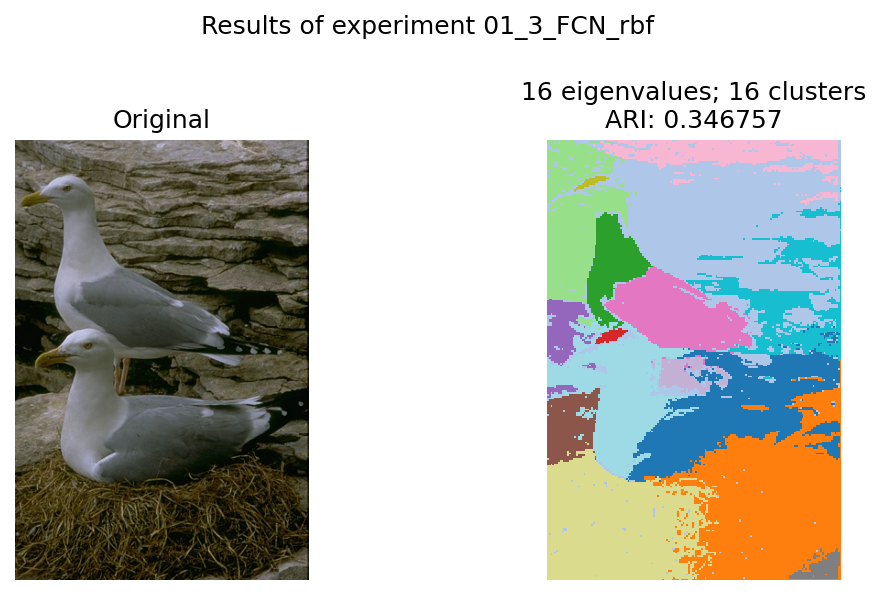 Results of experiment 01_3_FCN_rbf
Original
16 eigenvalues; 16 clusters
ARI: 0.346757